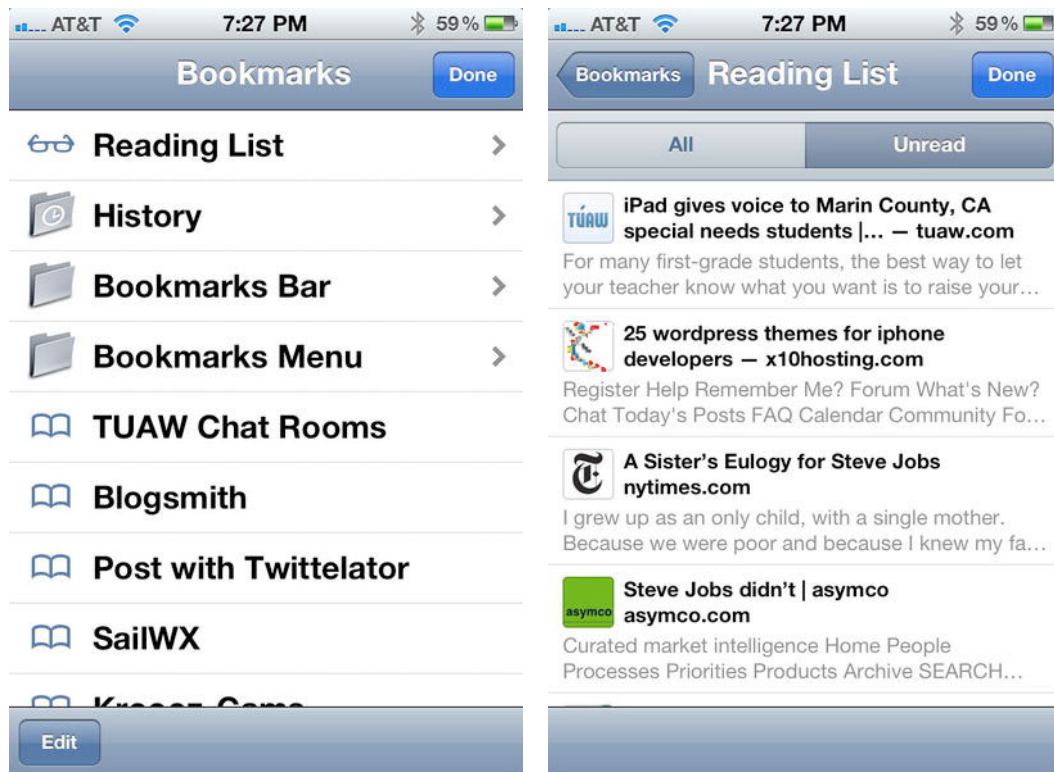 AT&T 7:27 PM 59%
Bookmarks Done
Reading List
History
Bookmarks Bar
Bookmarks Menu
TUAW Chat Rooms
Blogsmith
Post with Twittelator
SailWX
Edit
AT&T 7:27 PM 59%
Bookmarks Reading List Done
All Unread
TÚAW
iPad gives voice to Marin County, CA
special needs students |... — tuaw.com
For many first-grade students, the best way to let
your teacher know what you want is to raise your...
25 wordpress themes for iphone
developers — x10hosting.com
Register Help Remember Me? Forum What's New?
Chat Today's Posts FAQ Calendar Community Fo...
A Sister's Eulogy for Steve Jobs
nytimes.com
I grew up as an only child, with a single mother.
Because we were poor and because I knew my fa...
Steve Jobs didn't | asymco
asymco
asymco.com
Curated market intelligence Home People
Processes Priorities Products Archive SEARCH...